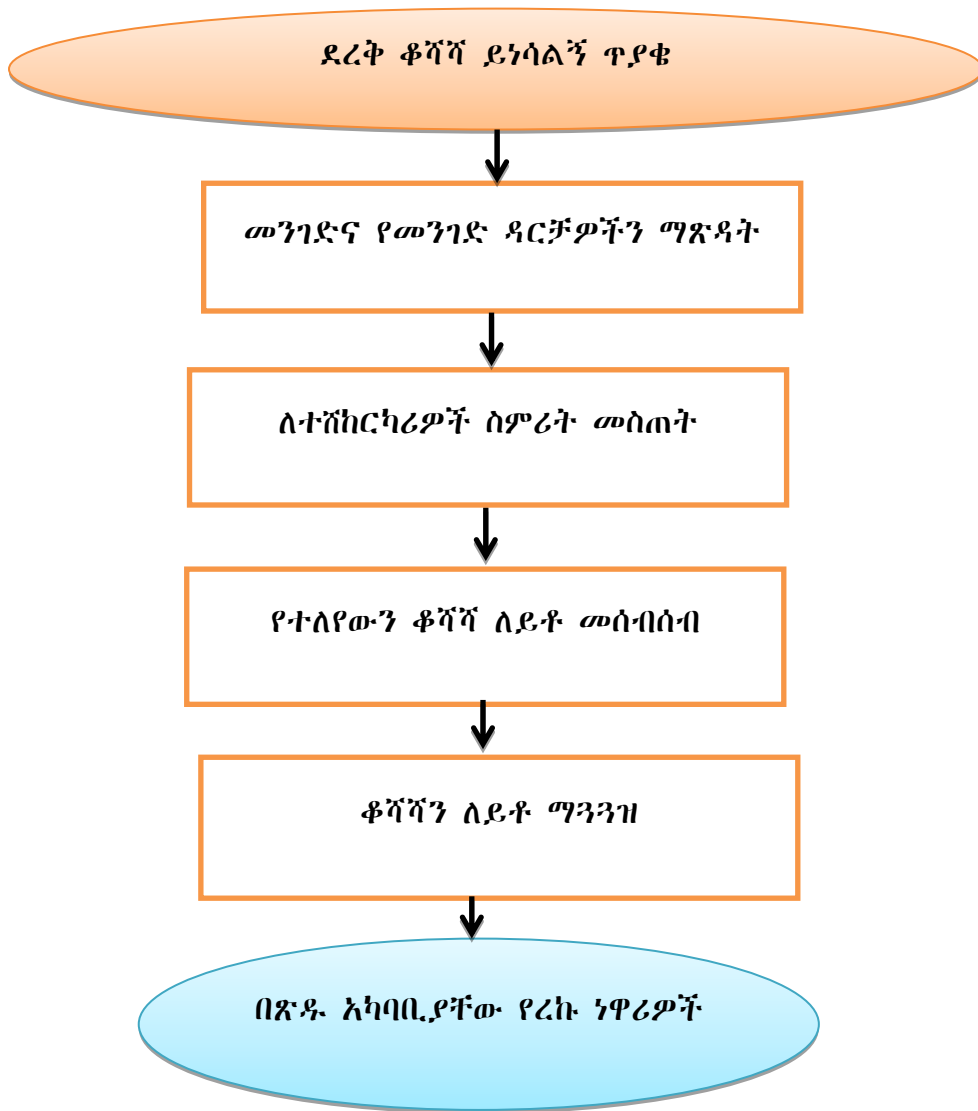 ደረቅ ቆሻሻ ይነሳልኝ ጥያቄ
መንገድና የመንገድ ዳርቻዎችን ማጽዳት
ለተሽከርካሪዎች ስምሪት መስጠት
የተለየውን ቆሻሻ ለይቶ መሰብሰብ
ቆሻሻን ለይቶ ማጓጓዝ
በጽዱ አካባቢያቸው የረኩ ነዋሪዎች